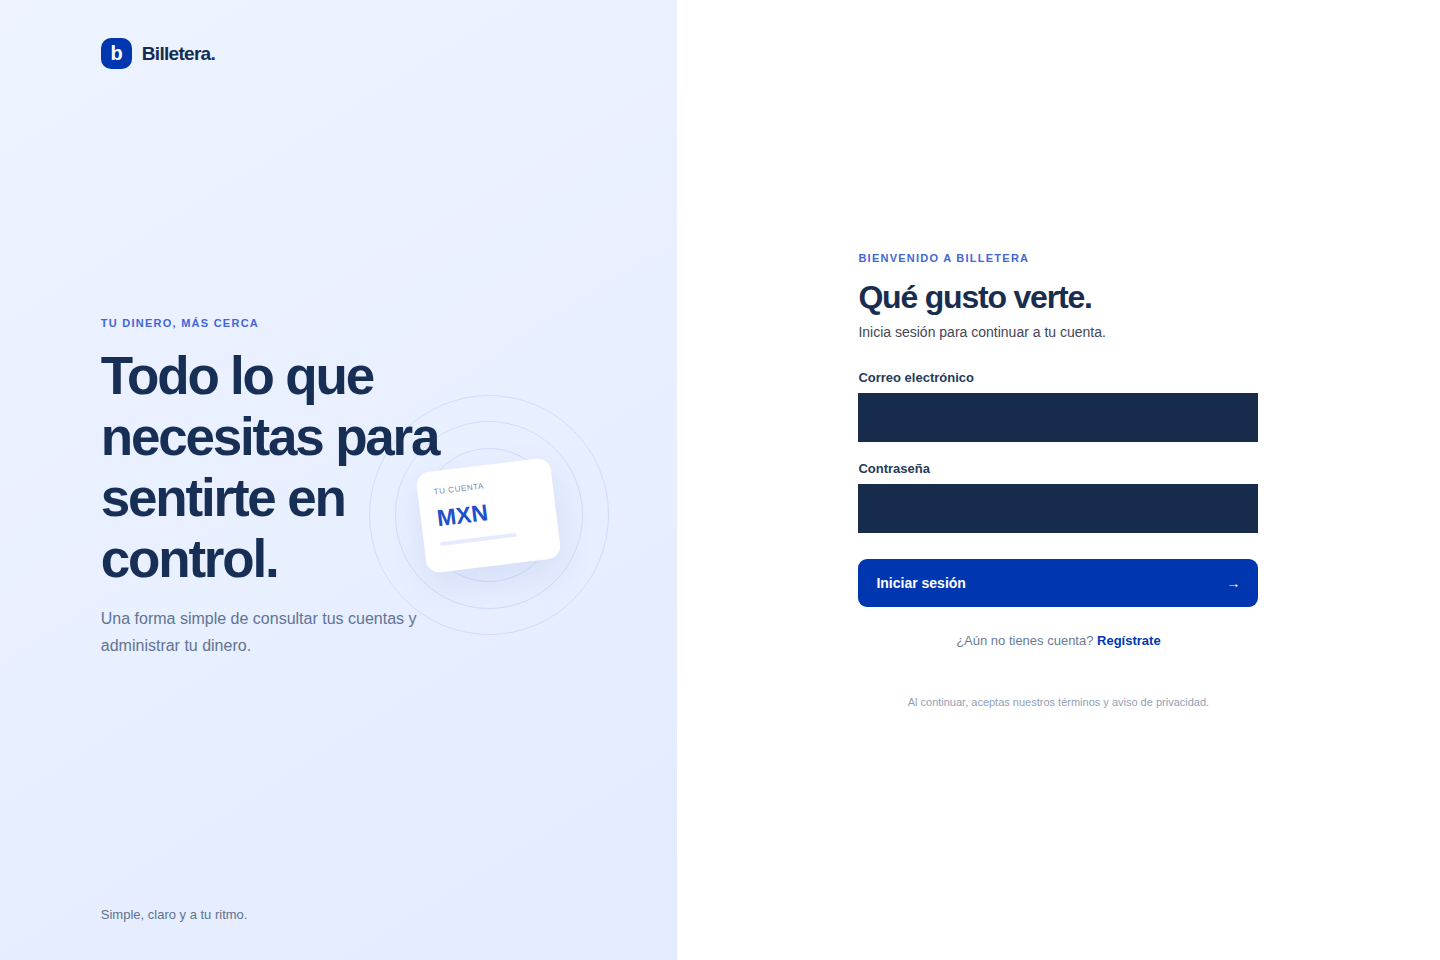 b Billetera.
TU DINERO, MÁS CERCA
Todo lo que
necesitas para
sentirte en
control.
Una forma simple de consultar tus cuentas y
administrar tu dinero.
TU CUENTA
MXN
Simple, claro y a tu ritmo.
BIENVENIDO A BILLETERA
Qué gusto verte.
Inicia sesión para continuar a tu cuenta.
Correo electrónico
Contraseña
Iniciar sesión →
¿Aún no tienes cuenta? Regístrate
Al continuar, aceptas nuestros términos y aviso de privacidad.